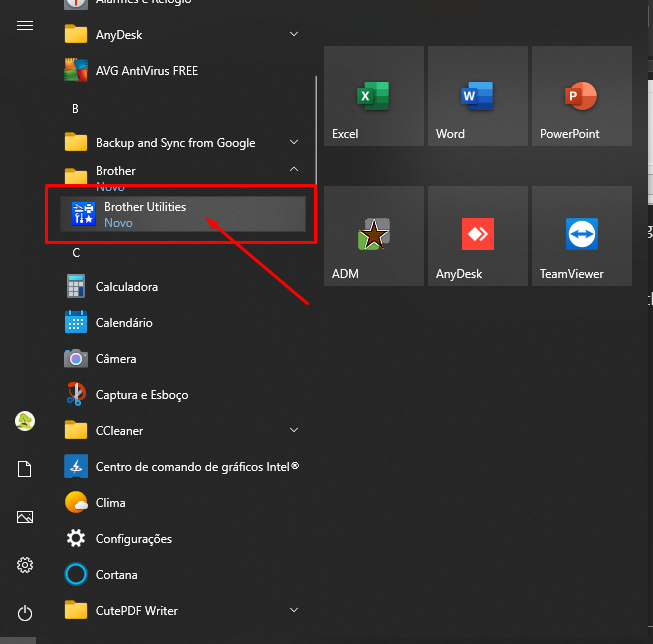 Alarmes e Relógio
AnyDesk
AVG AntiVirus FREE
B
Backup and Sync from Google
Brother
Novo
Brother Utilities
Novo
C
Calculadora
Calendário
Câmera
Captura e Esboço
CCleaner
Centro de comando de gráficos Intel®
Clima
Configurações
Cortana
CutePDF Writer
Excel
Word
PowerPoint
ADM
AnyDesk
TeamViewer